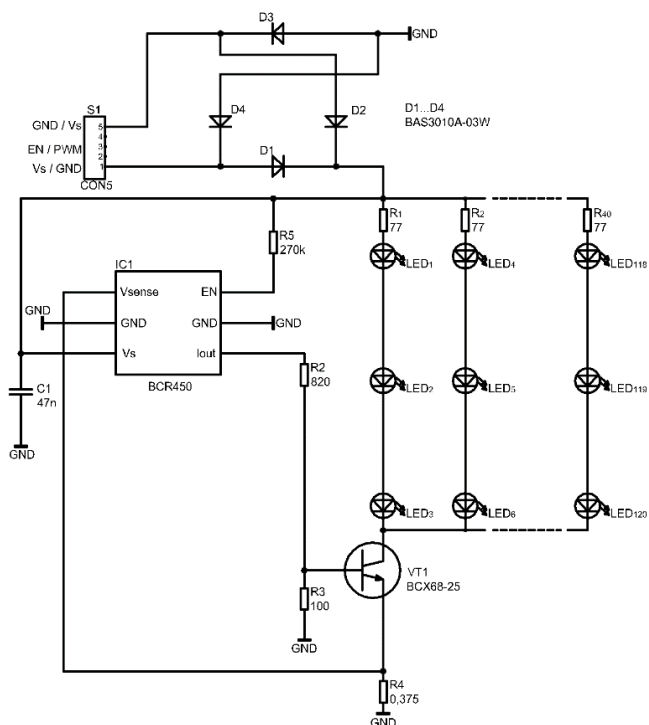 D3
GND
S1
GND / Vs
5
4
EN / PWM
3
2
Vs / GND
1
CON5
D4
D2
D1...D4
BAS3010A-03W
D1
R1
77
R2
77
R40
77
R5
270k
LED1
LED4
LED118
IC1
Vsense
EN
GND
GND
GND
GND
Vs
Iout
BCR450
R2
820
C1
47n
GND
LED2
LED5
LED119
LED3
LED6
LED120
VT1
BCX68-25
R3
100
GND
R4
0,375
GND